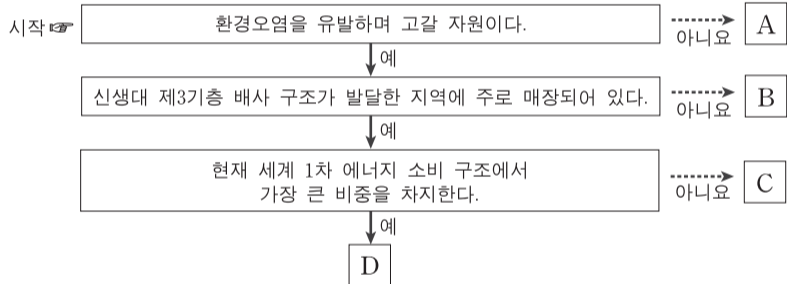 시작☞ 환경오염을 유발하며 고갈 자원이다. 아니요 A
예
신생대 제3기층 배사 구조가 발달한 지역에 주로 매장되어 있다. 아니요 B
예
현재 세계 1차 에너지 소비 구조에서
가장 큰 비중을 차지한다. 아니요 C
예
D